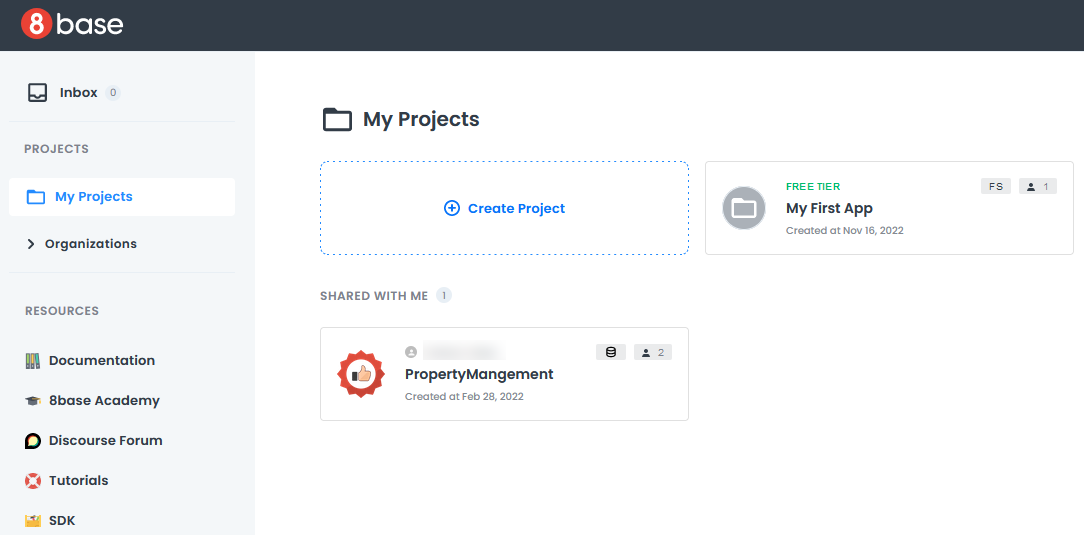 8base
Inbox 0
PROJECTS
My Projects
Organizations
RESOURCES
Documentation
8base Academy
Discourse Forum
Tutorials
SDK
My Projects
Create Project
FREE TIER FS 1
My First App
Created at Nov 16, 2022
SHARED WITH ME 1
2
PropertyMangement
Created at Feb 28, 2022